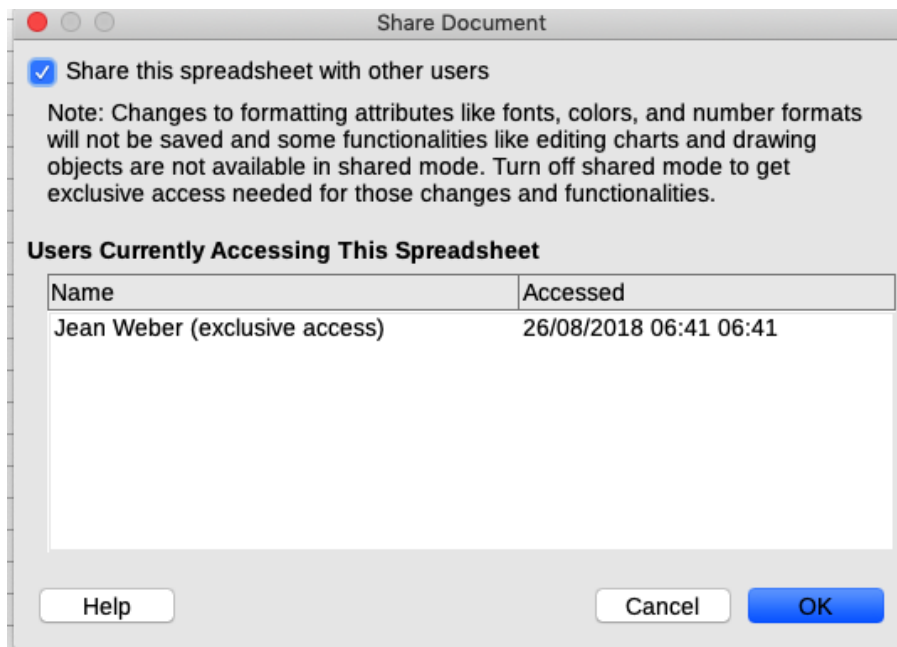 Share Document
Share this spreadsheet with other users
Note: Changes to formatting attributes like fonts, colors, and number formats
will not be saved and some functionalities like editing charts and drawing
objects are not available in shared mode. Turn off shared mode to get
exclusive access needed for those changes and functionalities.
Users Currently Accessing This Spreadsheet
Name Accessed
Jean Weber (exclusive access) 26/08/2018 06:41 06:41
Help Cancel OK